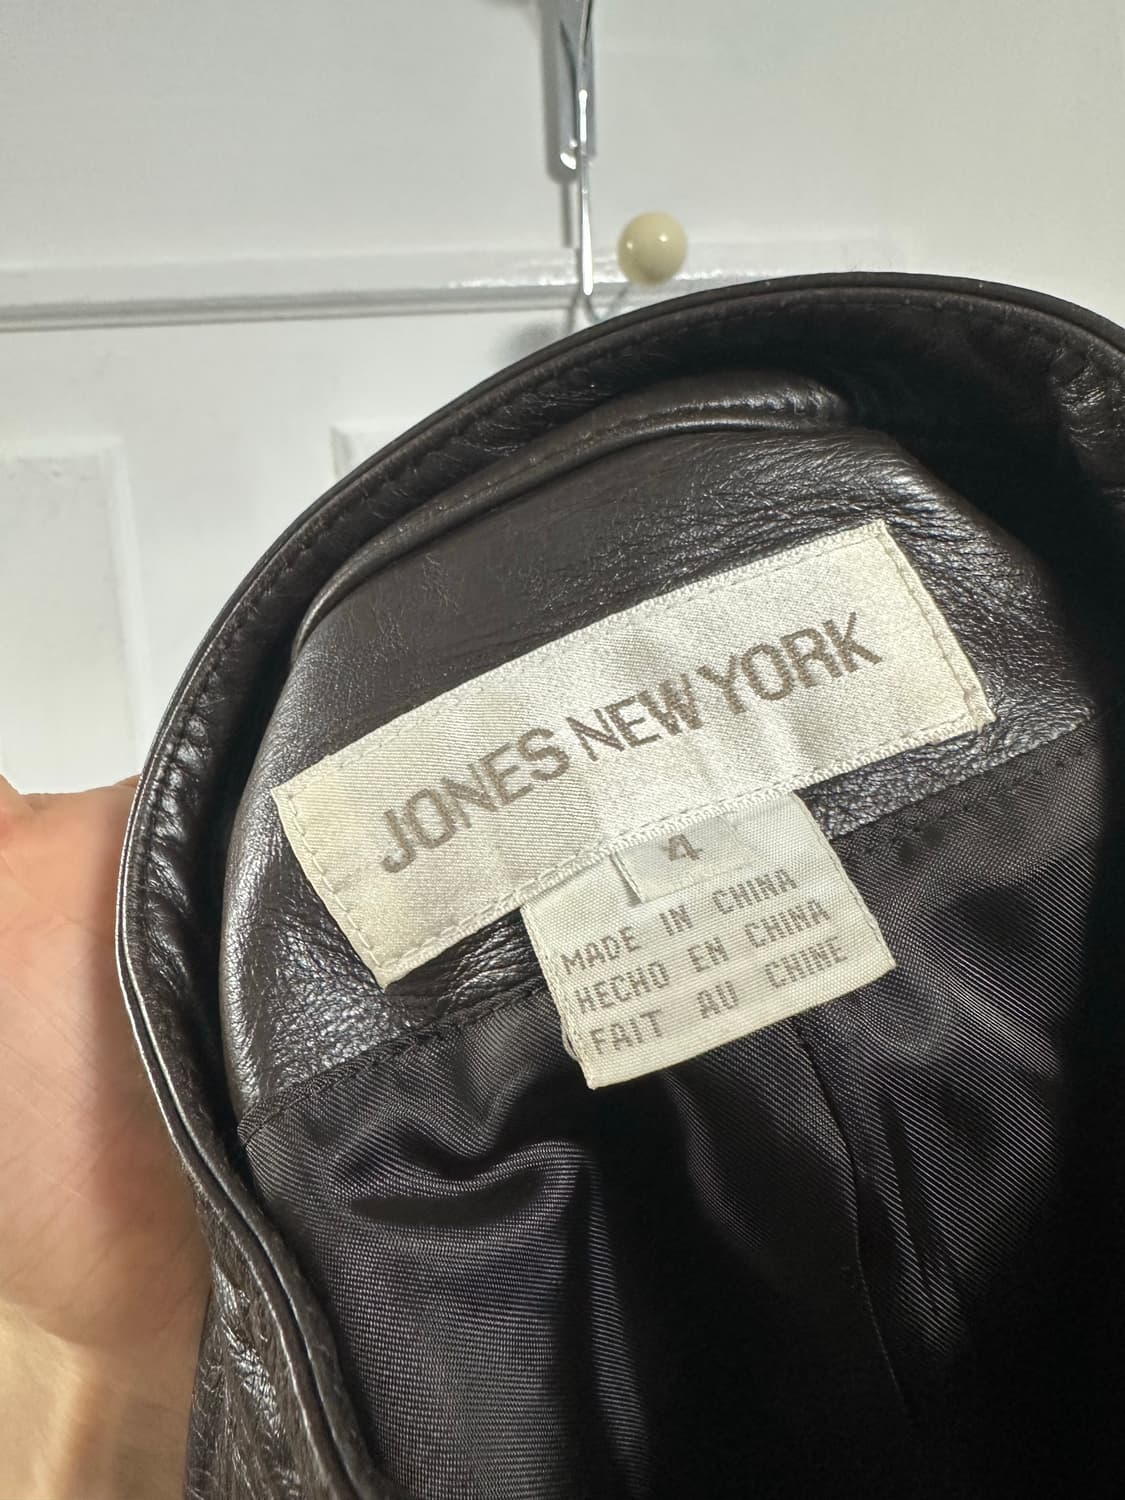 JONES NEW YORK
4
MADE IN CHINA
HECHO EN CHINA
FAIT AU CHINE